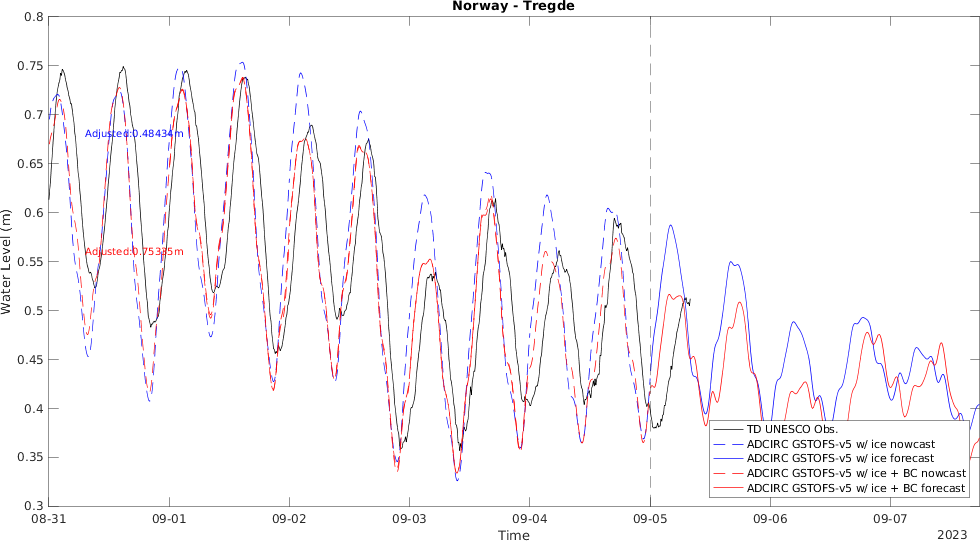 Norway - Tregde
0.8
0.75
0.7
0.65
0.6
0.55
0.5
0.45
0.4
0.35
0.3
Water Level (m)
Adjusted:0.48434m
Adjusted:0.75335m
TD UNESCO Obs.
ADCIRC GSTOFS-v5 w/ ice nowcast
ADCIRC GSTOFS-v5 w/ ice forecast
ADCIRC GSTOFS-v5 w/ ice + BC nowcast
ADCIRC GSTOFS-v5 w/ ice + BC forecast
08-31 09-01 09-02 09-03 09-04 09-05 09-06 09-07
Time
2023